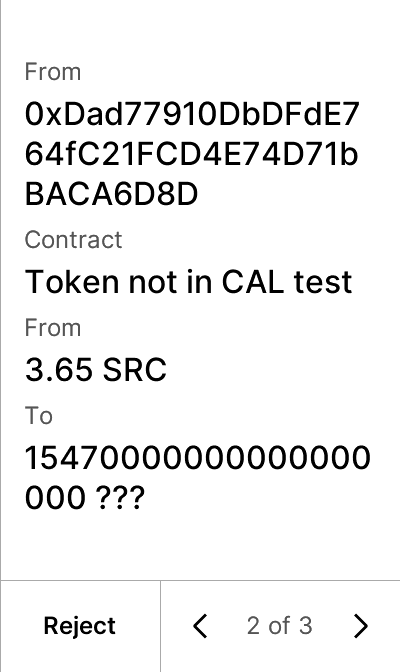 From
0xDad77910DbDFdE7
64fC21FCD4E74D71b
BACA6D8D
Contract
Token not in CAL test
From
3.65 SRC
To
15470000000000000
000 ???
Reject
2 of 3